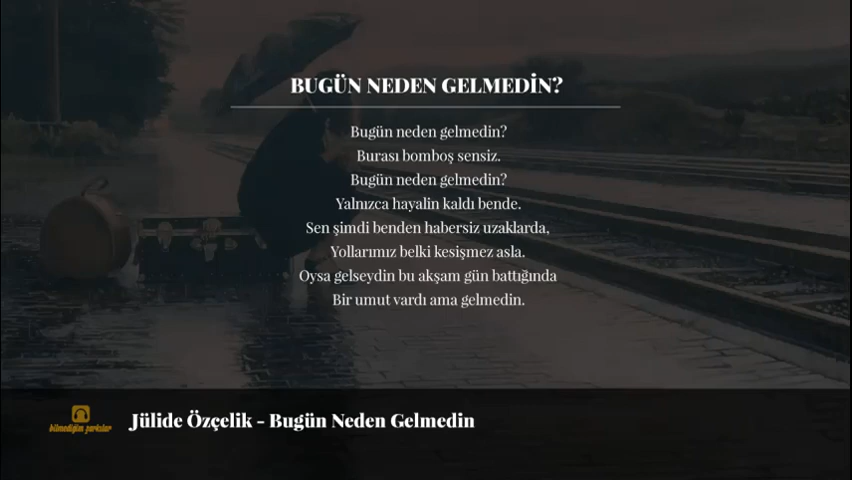 BUGÜN NEDEN GELMEDİN?
Bugün neden gelmedin?
Burası bomboş sensiz.
Bugün neden gelmedin?
Yalnızca hayalin kaldı bende.
Sen şimdi benden habersiz uzaklarda,
Yollarımız belki kesişmez asla.
Oysa gelseydin bu akşam gün battığında
Bir umut vardı ama gelmedin.
Jülide Özçelik - Bugün Neden Gelmedin
bilmediğim şarkılar